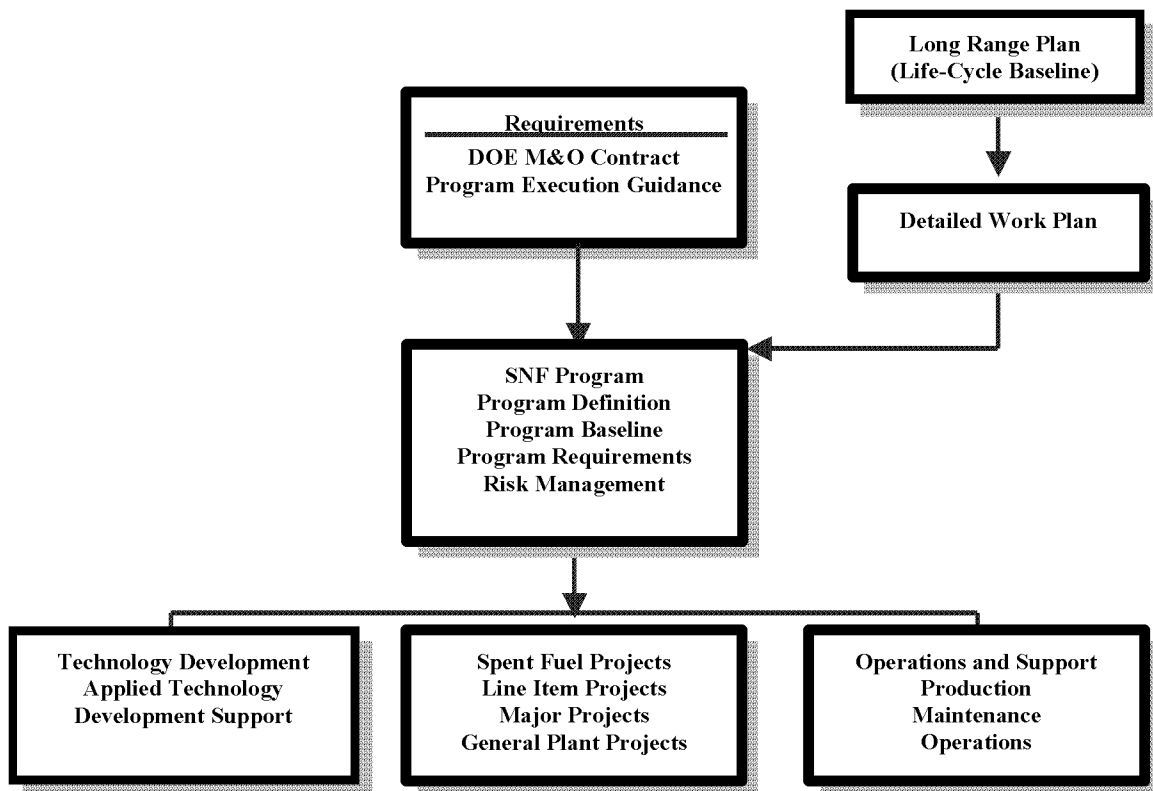 Long Range Plan
(Life-Cycle Baseline)
Requirements
DOE M&O Contract
Program Execution Guidance
Detailed Work Plan
SNF Program
Program Definition
Program Baseline
Program Requirements
Risk Management
Technology Development
Applied Technology
Development Support
Spent Fuel Projects
Line Item Projects
Major Projects
General Plant Projects
Operations and Support
Production
Maintenance
Operations